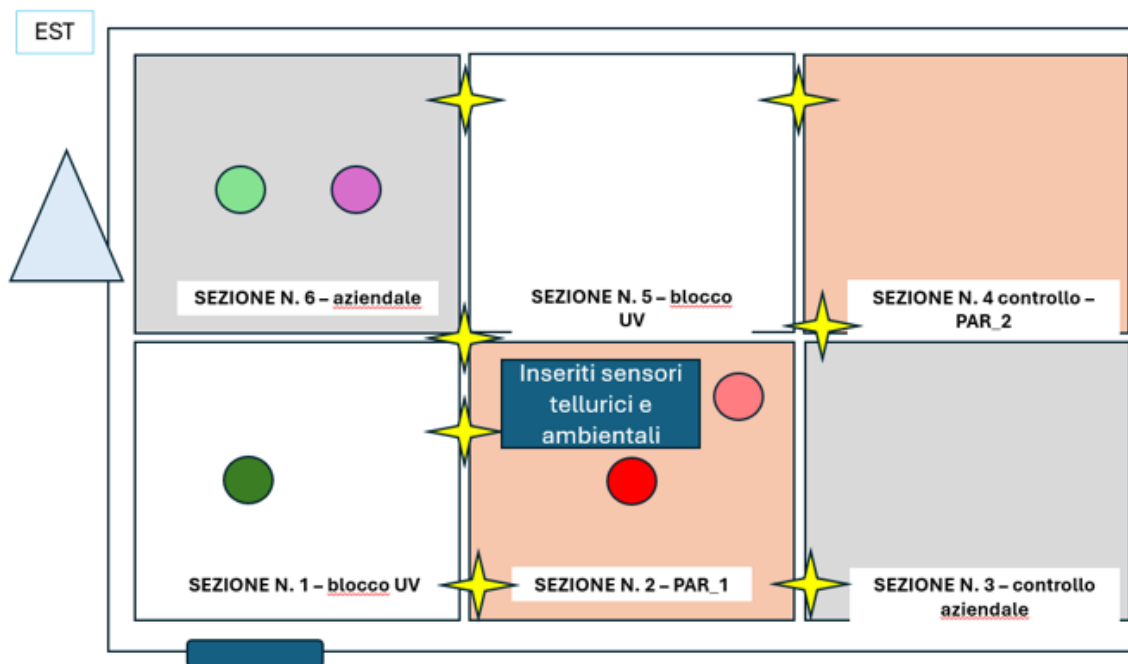 EST
SEZIONE N. 6 – aziendale
SEZIONE N. 5 – blocco
UV
SEZIONE N. 4 controllo –
PAR_2
Inseriti sensori
tellurici e
ambientali
SEZIONE N. 1 – blocco UV
SEZIONE N. 2 – PAR_1
SEZIONE N. 3 – controllo
aziendale